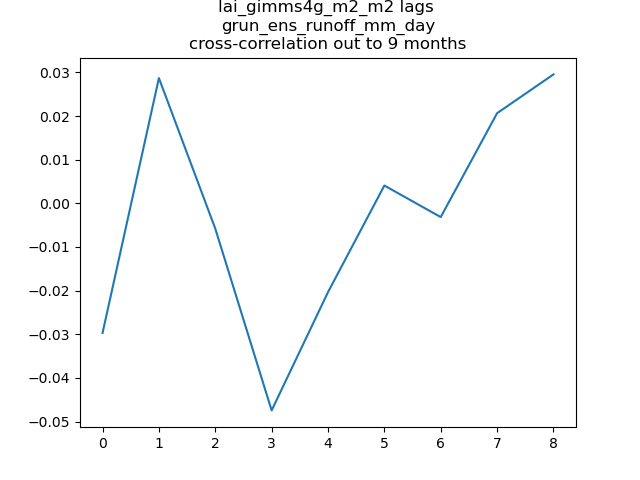 lai_gimms4g_m2_m2 lags
grun_ens_runoff_mm_day
cross-correlation out to 9 months
0.03
0.02
0.01
0.00
−0.01
−0.02
−0.03
−0.04
−0.05
0 1 2 3 4 5 6 7 8